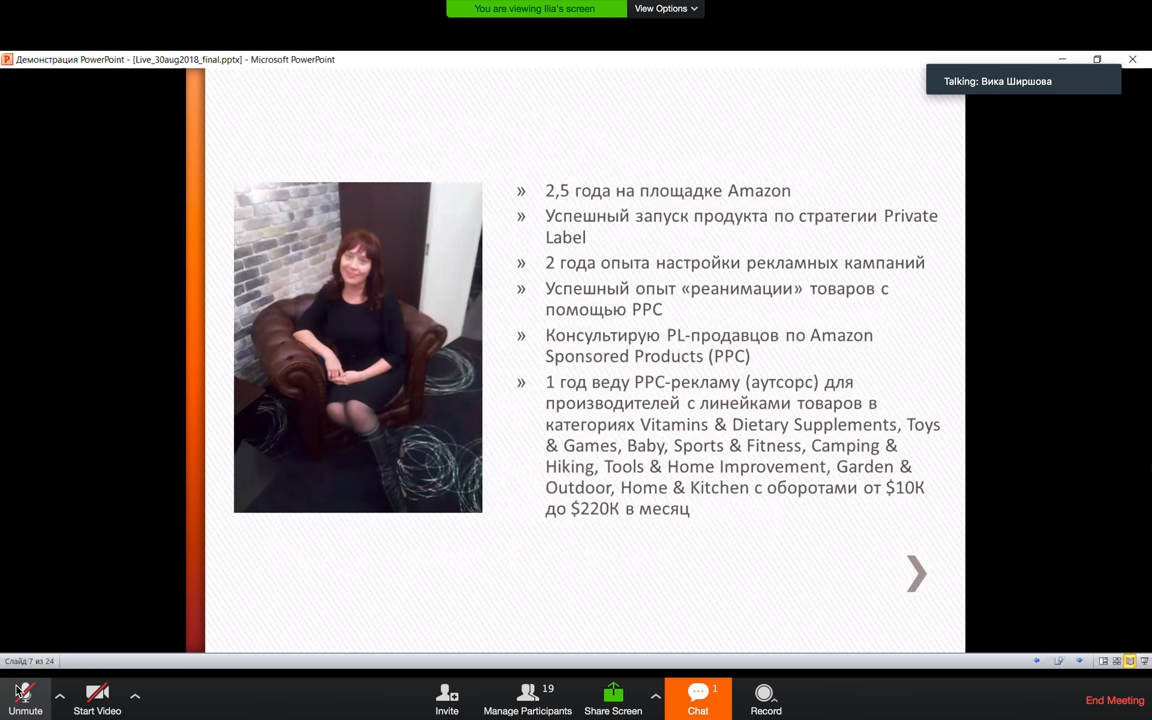 You are viewing Ilia's screen
View Options
Демонстрация PowerPoint - [Live_30aug2018_final.pptx] - Microsoft PowerPoint
Talking: Вика Ширшова
» 2,5 года на площадке Amazon
» Успешный запуск продукта по стратегии Private
Label
» 2 года опыта настройки рекламных кампаний
» Успешный опыт «реанимации» товаров с
помощью PPC
» Консультирую PL-продавцов по Amazon
Sponsored Products (PPC)
» 1 год веду PPC-рекламу (аутсорс) для
производителей с линейками товаров в
категориях Vitamins & Dietary Supplements, Toys
& Games, Baby, Sports & Fitness, Camping &
Hiking, Tools & Home Improvement, Garden &
Outdoor, Home & Kitchen с оборотами от $10K
до $220K в месяц
Слайд 7 из 24
Unmute
Start Video
Invite
19
Manage Participants
Share Screen
1
Chat
Record
End Meeting